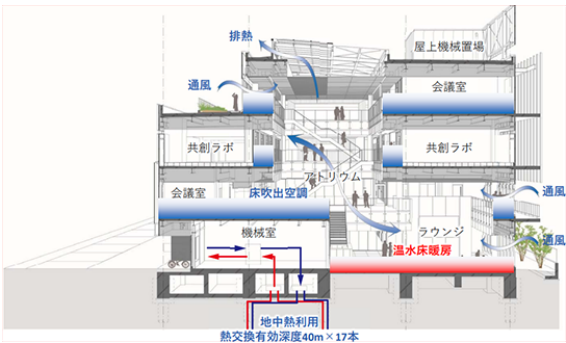 排熱
屋上機械置場
通風
会議室
共創ラボ
共創ラボ
アトリウム
会議室
床吹出空調
通風
機械室
ラウンジ
通風
温水床暖房
地中熱利用
熱交換有効深度40m×17本